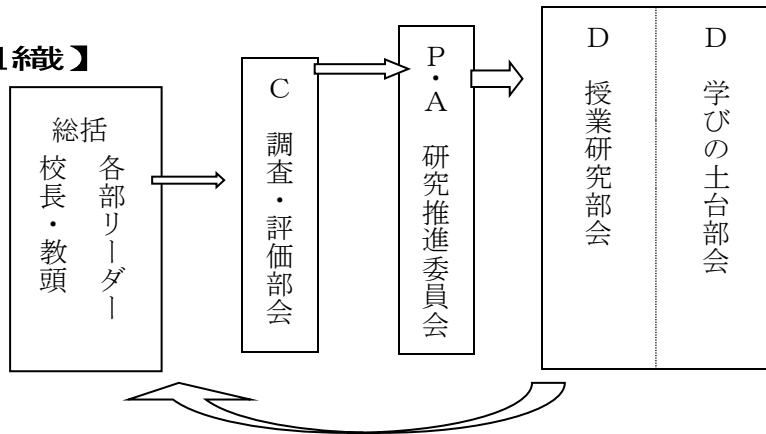 織】
総括
各部リーダー
校長・教頭
C 調査・評価部会
P・A 研究推進委員会
D 学びの土台部会
D 授業研究部会